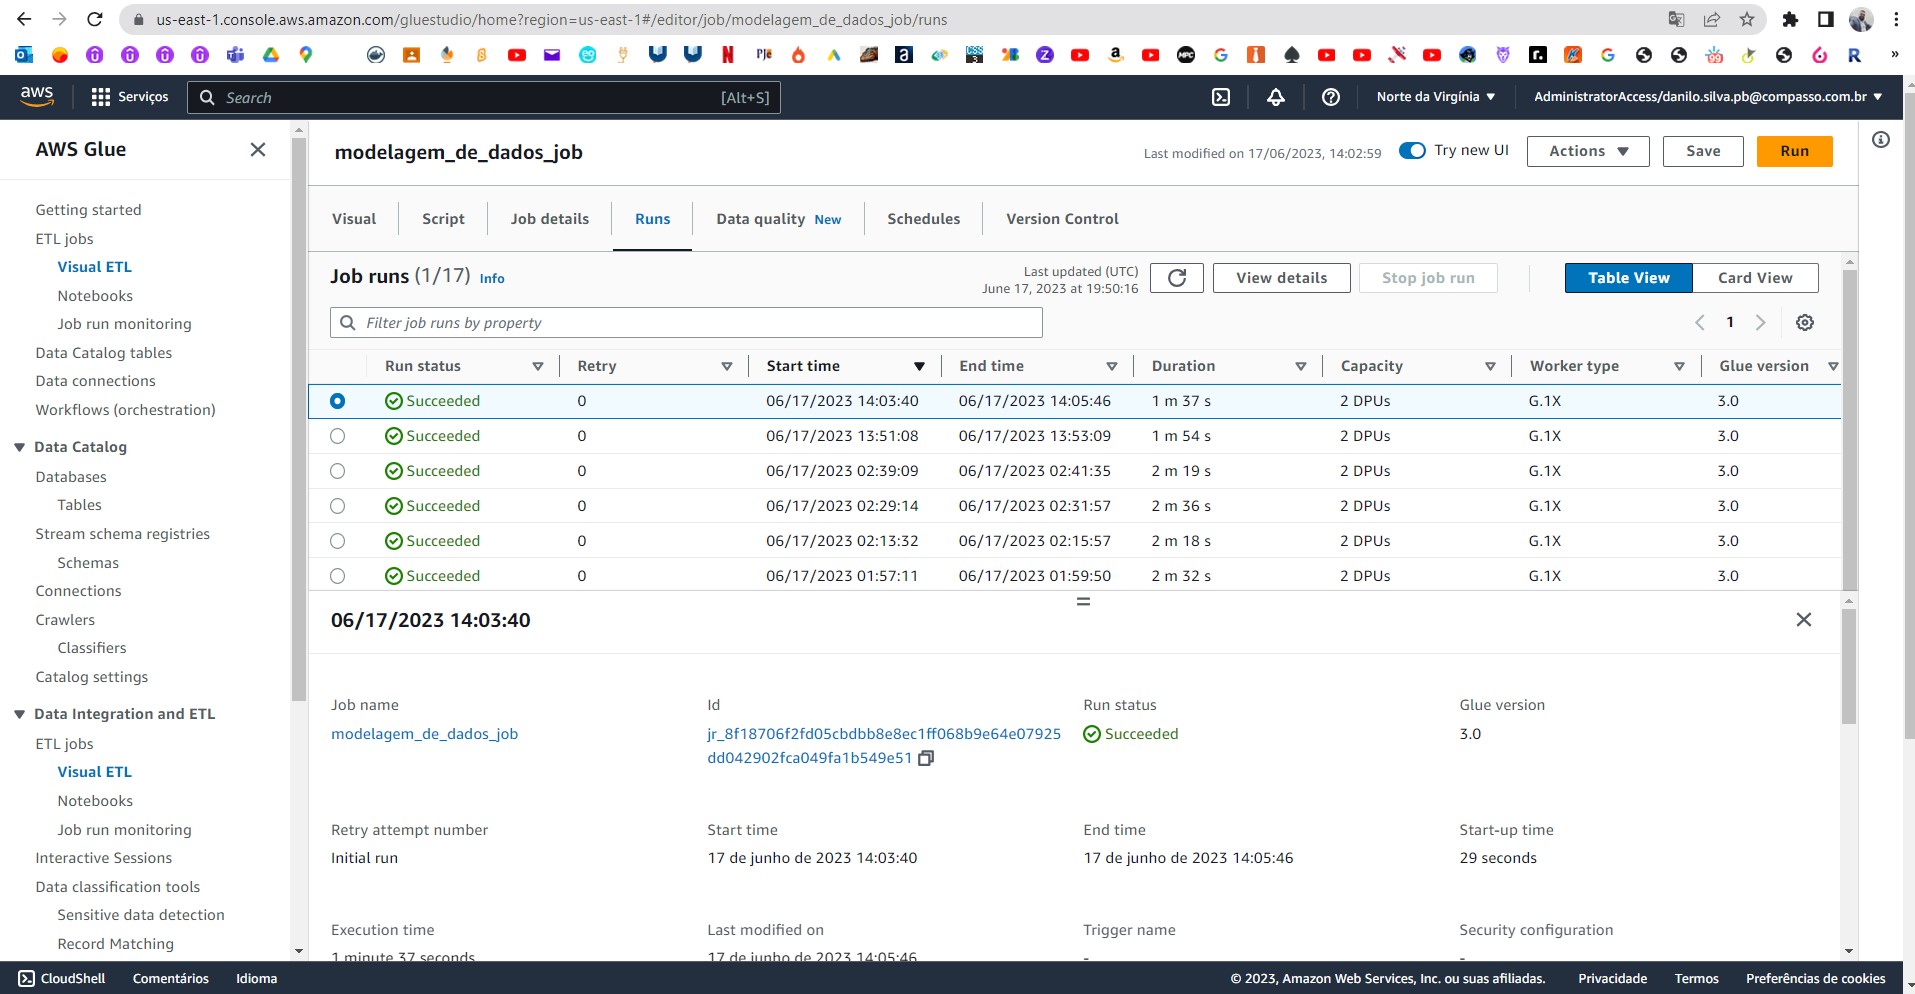 us-east-1.console.aws.amazon.com/gluestudio/home?region=us-east-1#/editor/job/modelagem_de_dados_job/runs
aws Serviços Search [Alt+S] Norte da Virgínia AdministratorAccess/danilo.silva.pb@compasso.com.br
AWS Glue
Getting started
ETL jobs
Visual ETL
Notebooks
Job run monitoring
Data Catalog tables
Data connections
Workflows (orchestration)
Data Catalog
Databases
Tables
Stream schema registries
Schemas
Connections
Crawlers
Classifiers
Catalog settings
Data Integration and ETL
ETL jobs
Visual ETL
Notebooks
Job run monitoring
Interactive Sessions
Data classification tools
Sensitive data detection
Record Matching
modelagem_de_dados_job Last modified on 17/06/2023, 14:02:59 Try new UI Actions Save Run
Visual Script Job details Runs Data quality New Schedules Version Control
Job runs (1/17) Info
Last updated (UTC)
June 17, 2023 at 19:50:16
View details Stop job run Table View Card View
Filter job runs by property 1
Run status Retry Start time End time Duration Capacity Worker type Glue version
Succeeded 0 06/17/2023 14:03:40 06/17/2023 14:05:46 1 m 37 s 2 DPUs G.1X 3.0
Succeeded 0 06/17/2023 13:51:08 06/17/2023 13:53:09 1 m 54 s 2 DPUs G.1X 3.0
Succeeded 0 06/17/2023 02:39:09 06/17/2023 02:41:35 2 m 19 s 2 DPUs G.1X 3.0
Succeeded 0 06/17/2023 02:29:14 06/17/2023 02:31:57 2 m 36 s 2 DPUs G.1X 3.0
Succeeded 0 06/17/2023 02:13:32 06/17/2023 02:15:57 2 m 18 s 2 DPUs G.1X 3.0
Succeeded 0 06/17/2023 01:57:11 06/17/2023 01:59:50 2 m 32 s 2 DPUs G.1X 3.0
06/17/2023 14:03:40
Job name Id Run status Glue version
modelagem_de_dados_job jr_8f18706f2fd05cbdbb8e8ec1ff068b9e64e07925 Succeeded 3.0
dd042902fca049fa1b549e51
Retry attempt number Start time End time Start-up time
Initial run 17 de junho de 2023 14:03:40 17 de junho de 2023 14:05:46 29 seconds
Execution time Last modified on Trigger name Security configuration
1 minute 37 seconds 17 de junho de 2023 14:05:46 - -
CloudShell Comentários Idioma © 2023, Amazon Web Services, Inc. ou suas afiliadas. Privacidade Termos Preferências de cookies